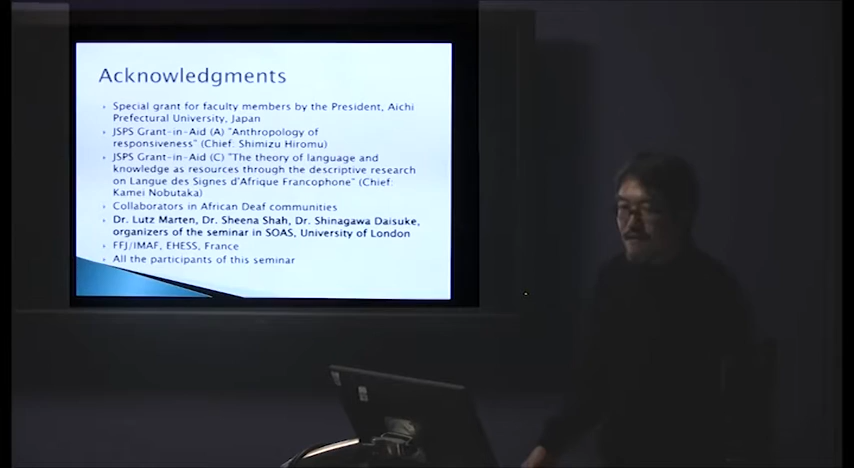 Acknowledgments
Special grant for faculty members by the President, Aichi
Prefectural University, Japan
JSPS Grant-in-Aid (A) "Anthropology of
responsiveness" (Chief: Shimizu Hiromu)
JSPS Grant-in-Aid (C) "The theory of language and
knowledge as resources through the descriptive research
on Langue des Signes d'Afrique Francophone" (Chief:
Kamei Nobutaka)
Collaborators in African Deaf communities
Dr. Lutz Marten, Dr. Sheena Shah, Dr. Shinagawa Daisuke,
organizers of the seminar in SOAS, University of London
FFJ/IMAF, EHESS, France
All the participants of this seminar